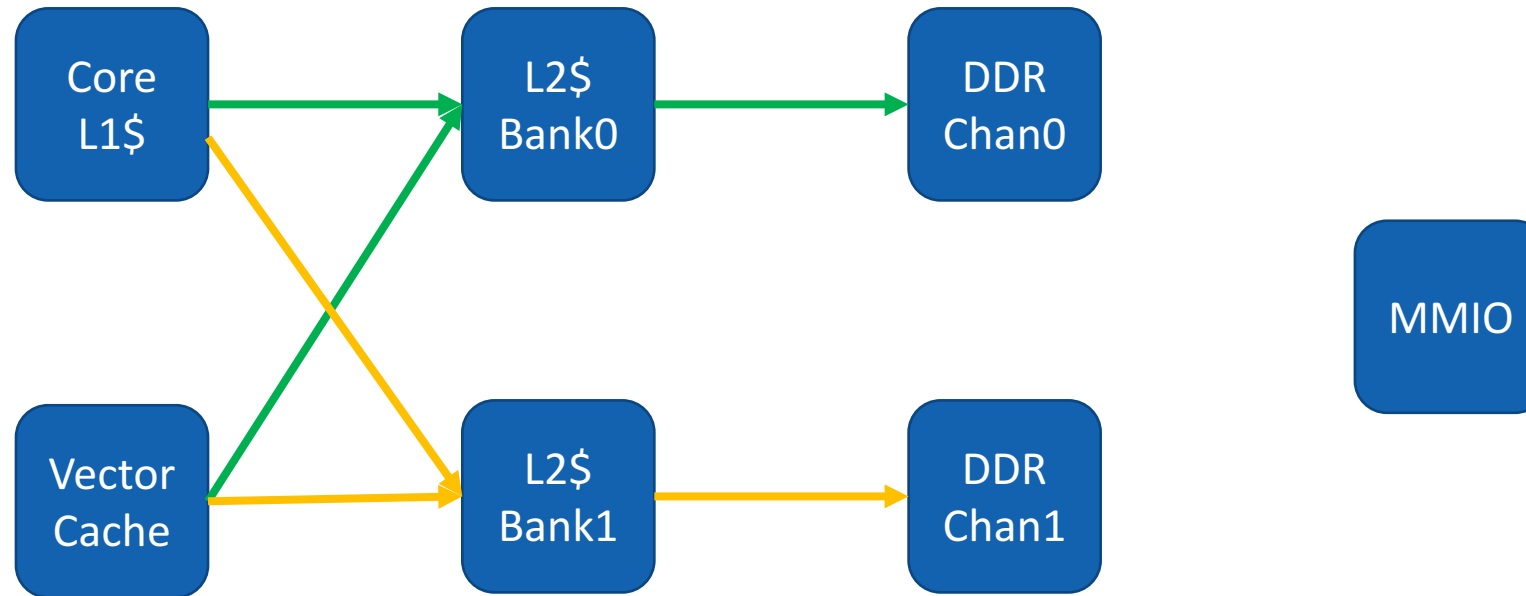 Core
L1$
L2$
Bank0
DDR
Chan0
MMIO
Vector
Cache
L2$
Bank1
DDR
Chan1